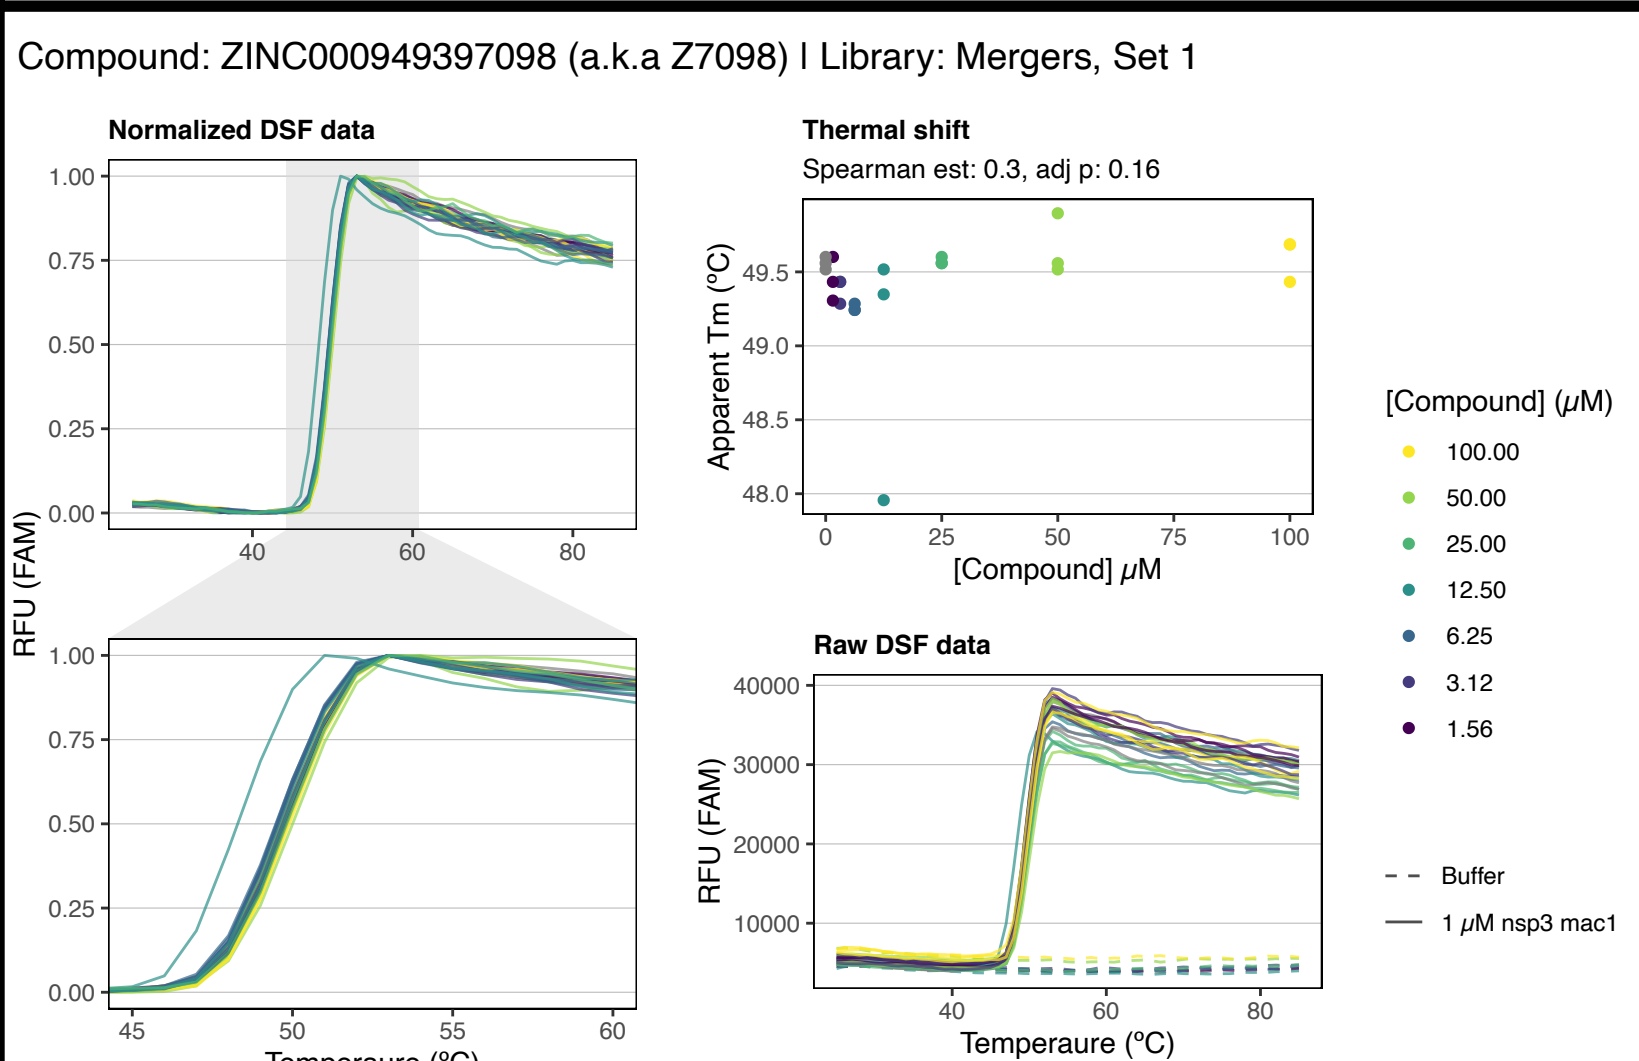 Compound: ZINC000949397098 (a.k.a Z7098) | Library: Mergers, Set 1
Normalized DSF data
1.00
0.75
0.50
0.25
0.00
40
60
80
RFU (FAM)
1.00
0.75
0.50
0.25
0.00
45
50
55
60
Temperaure (ºC)
Thermal shift
Spearman est: 0.3, adj p: 0.16
Apparent Tm (ºC)
49.5
49.0
48.5
48.0
0
25
50
75
100
[Compound] µM
Raw DSF data
RFU (FAM)
40000
30000
20000
10000
40
60
80
Temperaure (ºC)
[Compound] (µM)
100.00
50.00
25.00
12.50
6.25
3.12
1.56
Buffer
1 µM nsp3 mac1